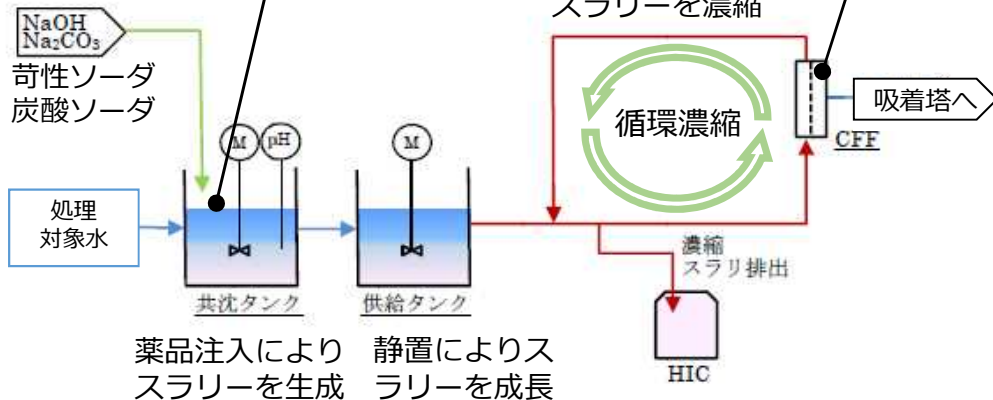 スラリーを濃縮
NaOH
Na₂CO₃
苛性ソーダ
炭酸ソーダ
循環濃縮
吸着塔へ
CFF
M
pH
M
処理
対象水
濃縮
スラリ排出
共沈タンク
供給タンク
HIC
薬品注入により
スラリーを生成
静置によりス
ラリーを成長